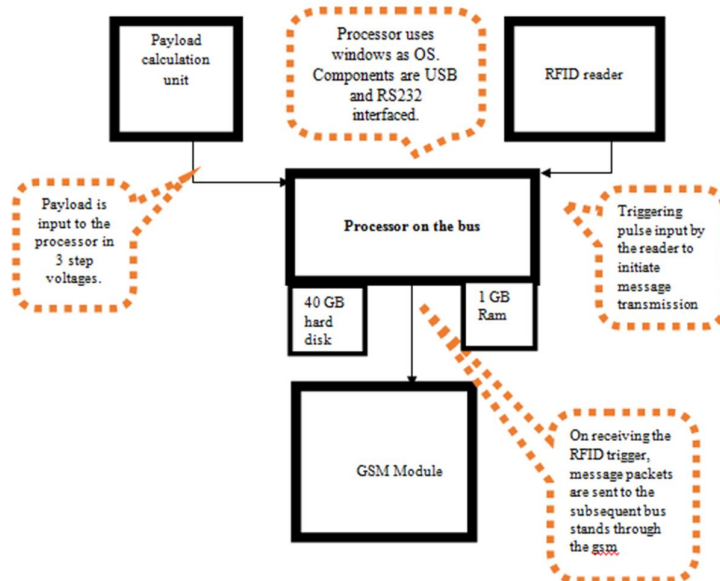 Payload
calculation
unit
Processor uses
windows as OS.
Components are USB
and RS232
interfaced.
RFID reader
Payload is
input to the
processor in
3 step
voltages.
Processor on the bus
Triggering
pulse input by
the reader to
initiate
message
transmission
40 GB
hard
disk
1 GB
Ram
GSM Module
On receiving the
RFID trigger,
message packets
are sent to the
subsequent bus
stands through
the gsm